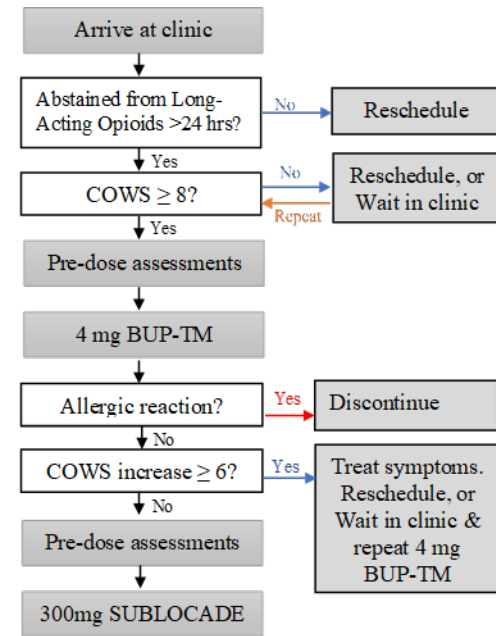 Arrive at clinic
Abstained from Long-
Acting Opioids >24 hrs?
No
Reschedule
Yes
COWS ≥ 8?
No
Repeat
Reschedule, or
Wait in clinic
Yes
Pre-dose assessments
4 mg BUP-TM
Allergic reaction?
Yes
Discontinue
No
COWS increase ≥ 6?
Yes
Treat symptoms.
Reschedule, or
Wait in clinic &
repeat 4 mg
BUP-TM
No
Pre-dose assessments
300mg SUBLOCADE